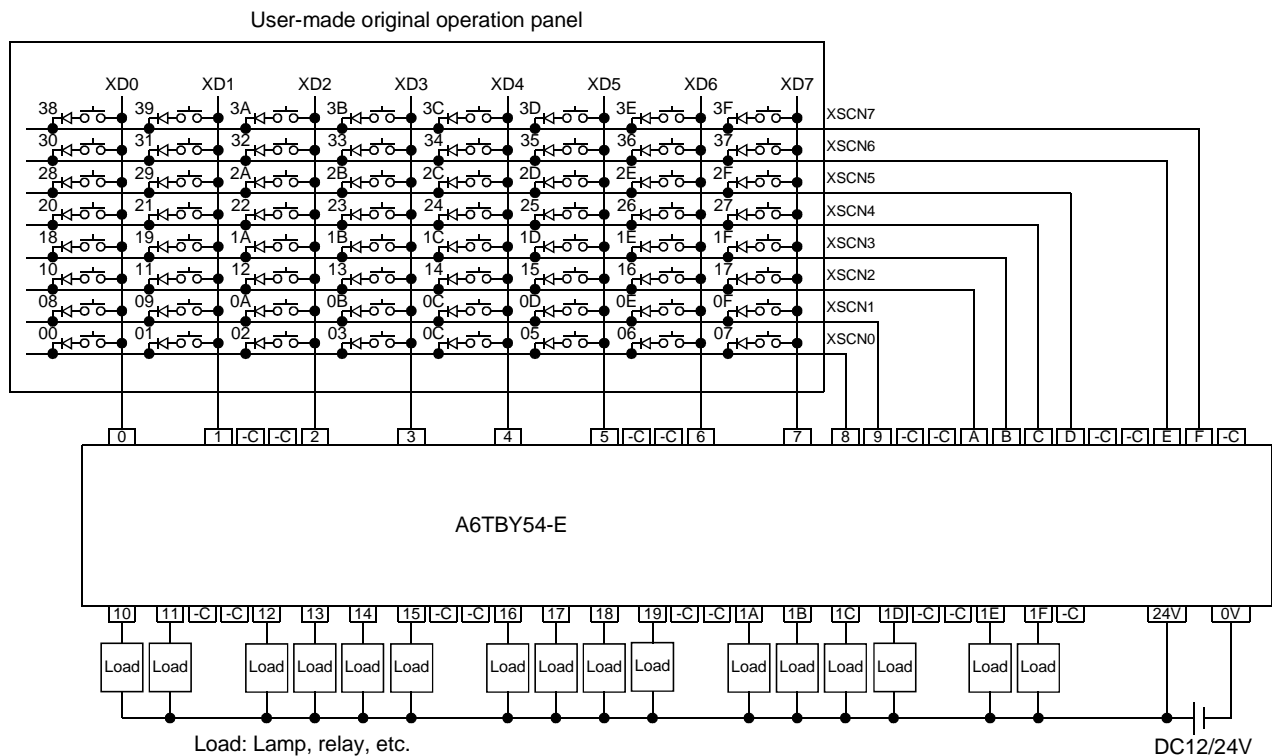 User-made original operation panel
XD0 XD1 XD2 XD3 XD4 XD5 XD6 XD7
38 39 3A 3B 3C 3D 3E 3F XSCN7
30 31 32 33 34 35 36 37 XSCN6
28 29 2A 2B 2C 2D 2E 2F XSCN5
20 21 22 23 24 25 26 27 XSCN4
18 19 1A 1B 1C 1D 1E 1F XSCN3
10 11 12 13 14 15 16 17 XSCN2
08 09 0A 0B 0C 0D 0E 0F XSCN1
00 01 02 03 0C 05 06 07 XSCN0
0 1 -C -C 2 3 4 5 -C -C 6 7 8 9 -C -C A B C D -C -C E F -C
A6TBY54-E
10 11 -C -C 12 13 14 15 -C -C 16 17 18 19 -C -C 1A 1B 1C 1D -C -C 1E 1F -C 24V 0V
Load Load Load Load Load Load Load Load Load Load Load Load Load Load Load Load
Load: Lamp, relay, etc. DC12/24V